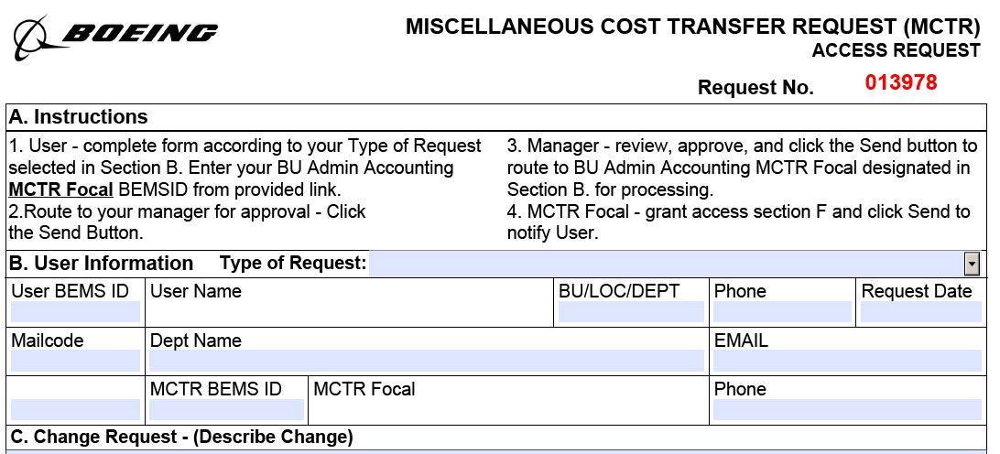 BOEING
MISCELLANEOUS COST TRANSFER REQUEST (MCTR)
ACCESS REQUEST
Request No. 013978
A. Instructions
1. User - complete form according to your Type of Request
selected in Section B. Enter your BU Admin Accounting
MCTR Focal BEMSID from provided link.
2.Route to your manager for approval - Click
the Send Button.
3. Manager - review, approve, and click the Send button to
route to BU Admin Accounting MCTR Focal designated in
Section B. for processing.
4. MCTR Focal - grant access section F and click Send to
notify User.
B. User Information Type of Request:
User BEMS ID User Name BU/LOC/DEPT Phone Request Date
Mailcode Dept Name EMAIL
MCTR BEMS ID MCTR Focal Phone
C. Change Request - (Describe Change)